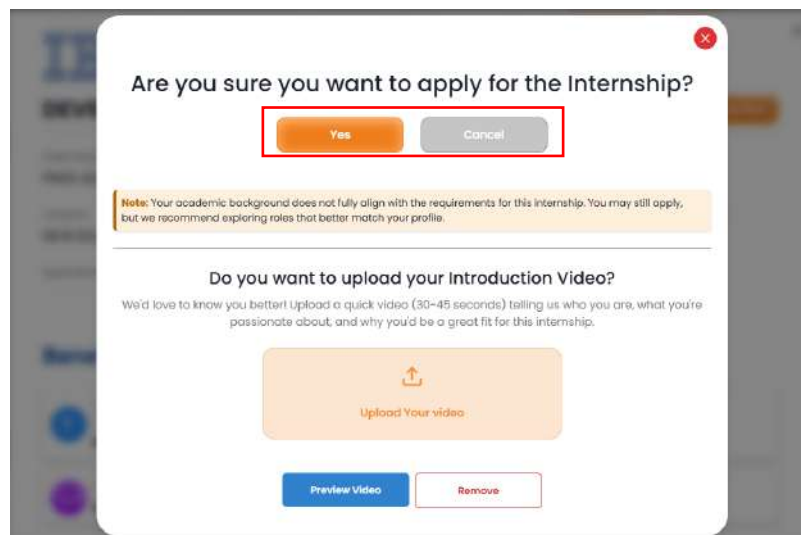 Are you sure you want to apply for the Internship?
Yes
Cancel
Note: Your academic background does not fully align with the requirements for this internship. You may still apply,
but we recommend exploring roles that better match your profile.
Do you want to upload your Introduction Video?
We'd love to know you better! Upload a quick video (30-45 seconds) telling us who you are, what you're
passionate about, and why you'd be a great fit for this internship.
Upload Your video
Preview Video
Remove